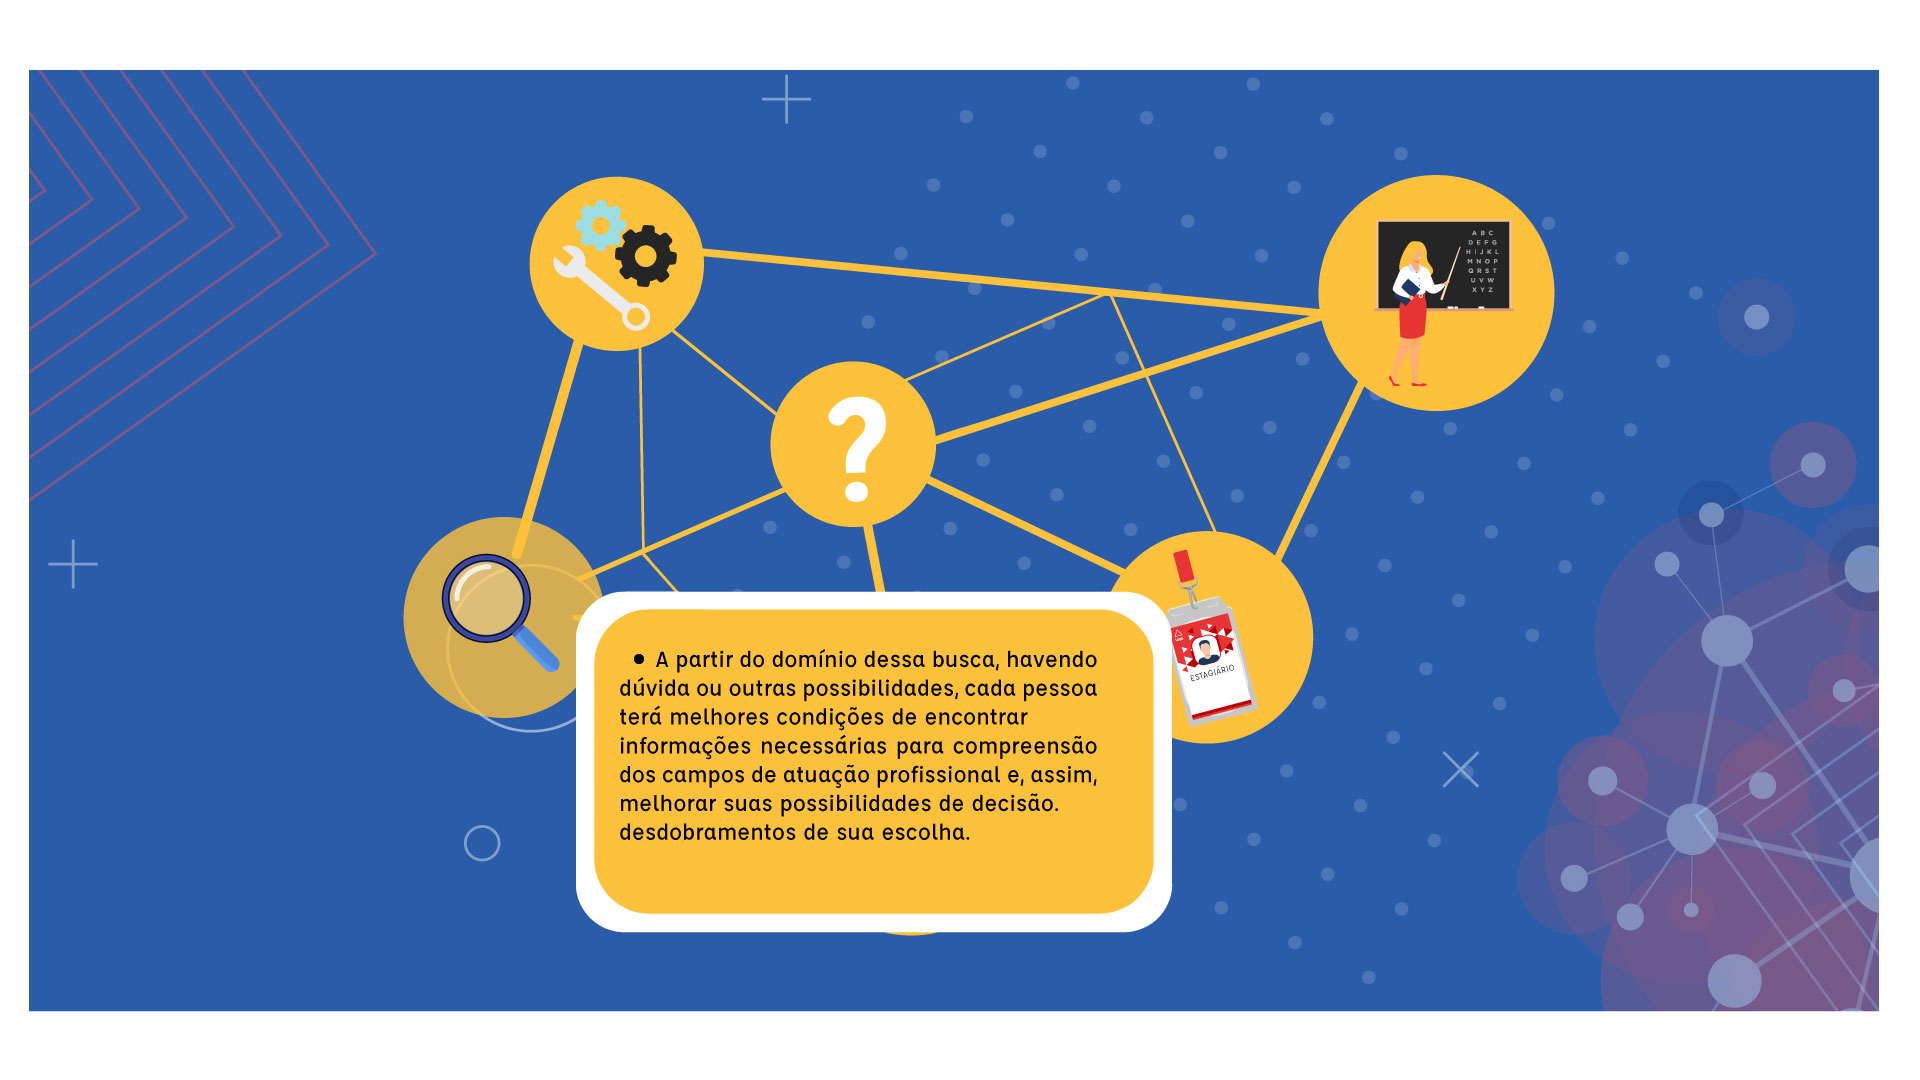 ?
A B C
D E F G
H I J K L
M N O P
Q R S T
U V W
X Y Z
ESTAGIÁRIO
• A partir do domínio dessa busca, havendo
dúvida ou outras possibilidades, cada pessoa
terá melhores condições de encontrar
informações necessárias para compreensão
dos campos de atuação profissional e, assim,
melhorar suas possibilidades de decisão.
desdobramentos de sua escolha.